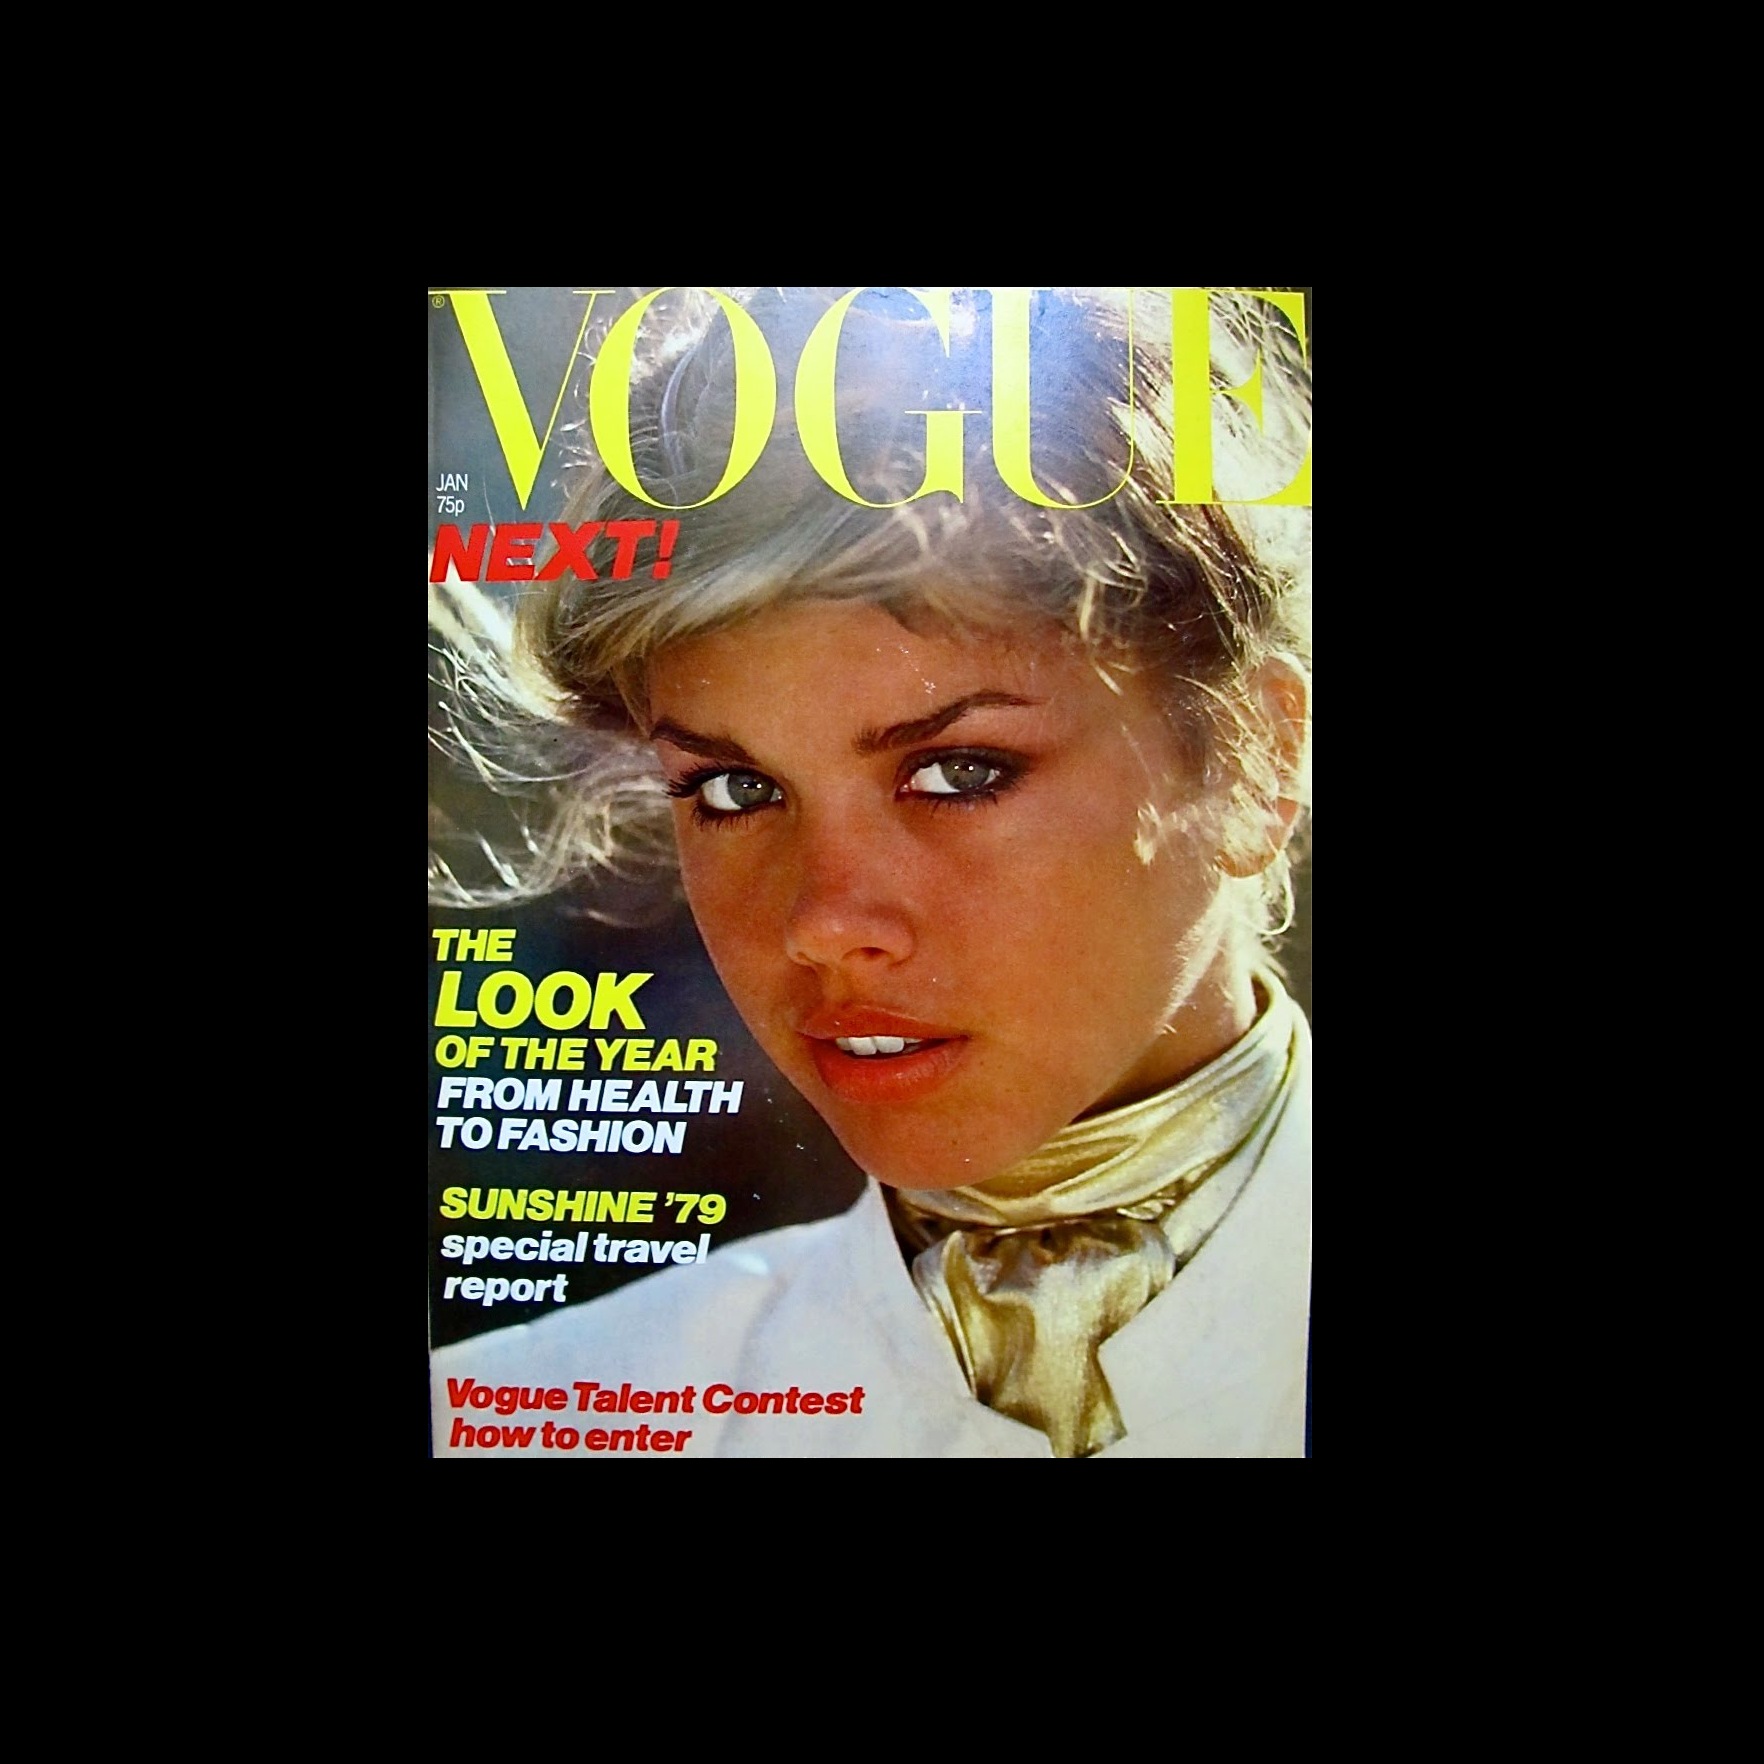 ®
VOGUE
JAN
75p
NEXT!
THE
LOOK
OF THE YEAR
FROM HEALTH
TO FASHION
SUNSHINE '79
special travel
report
Vogue Talent Contest
how to enter